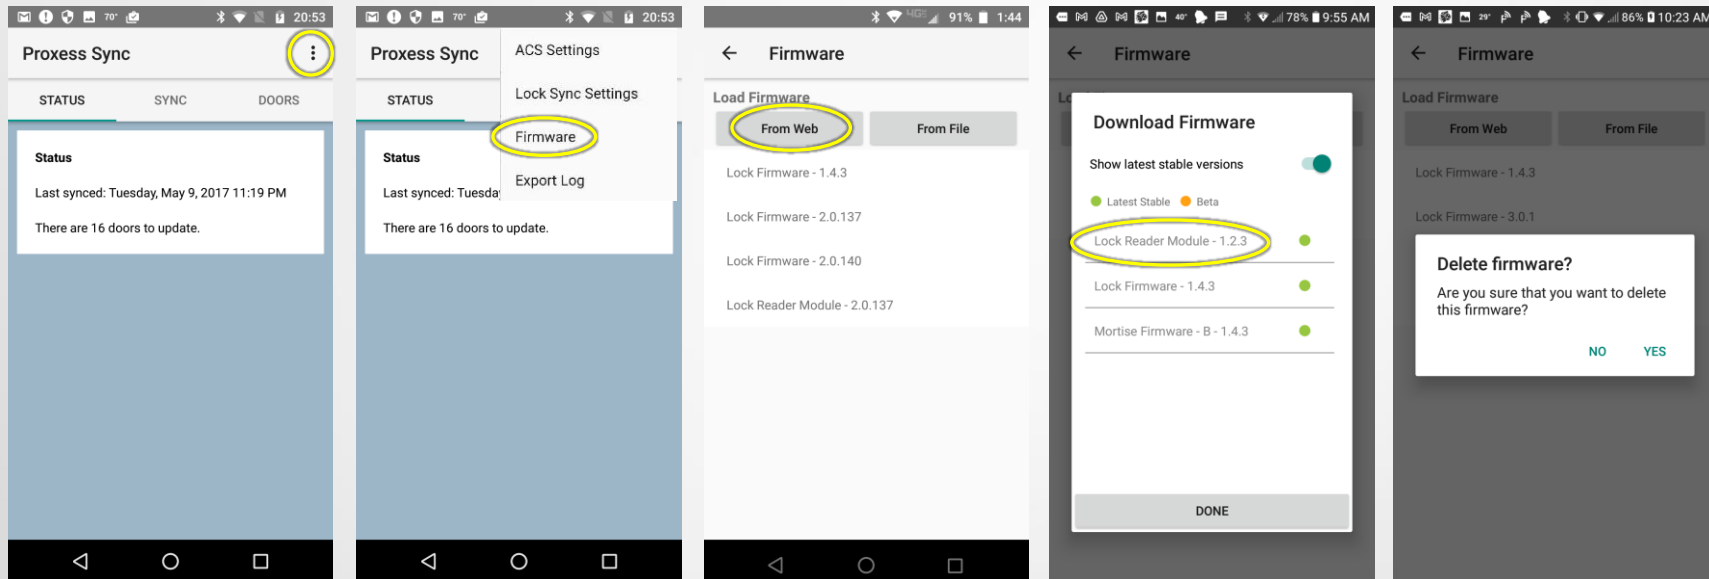 70°
20:53
Proxess Sync
STATUS
SYNC
DOORS
Status
Last synced: Tuesday, May 9, 2017 11:19 PM
There are 16 doors to update.
70°
20:53
Proxess Sync
ACS Settings
Lock Sync Settings
Firmware
Export Log
STATUS
Status
Last synced: Tuesda
There are 16 doors to update.
4G 91% 1:44
Firmware
Load Firmware
From Web
From File
Lock Firmware - 1.4.3
Lock Firmware - 2.0.137
Lock Firmware - 2.0.140
Lock Reader Module - 2.0.137
40° 78% 9:55 AM
Firmware
Lo
Download Firmware
Show latest stable versions
Latest Stable
Beta
Lock Reader Module - 1.2.3
Lock Firmware - 1.4.3
Mortise Firmware - B - 1.4.3
DONE
29° 86% 10:23 AM
Firmware
Load Firmware
From Web
From File
Lock Firmware - 1.4.3
Lock Firmware - 3.0.1
Delete firmware?
Are you sure that you want to delete
this firmware?
NO
YES